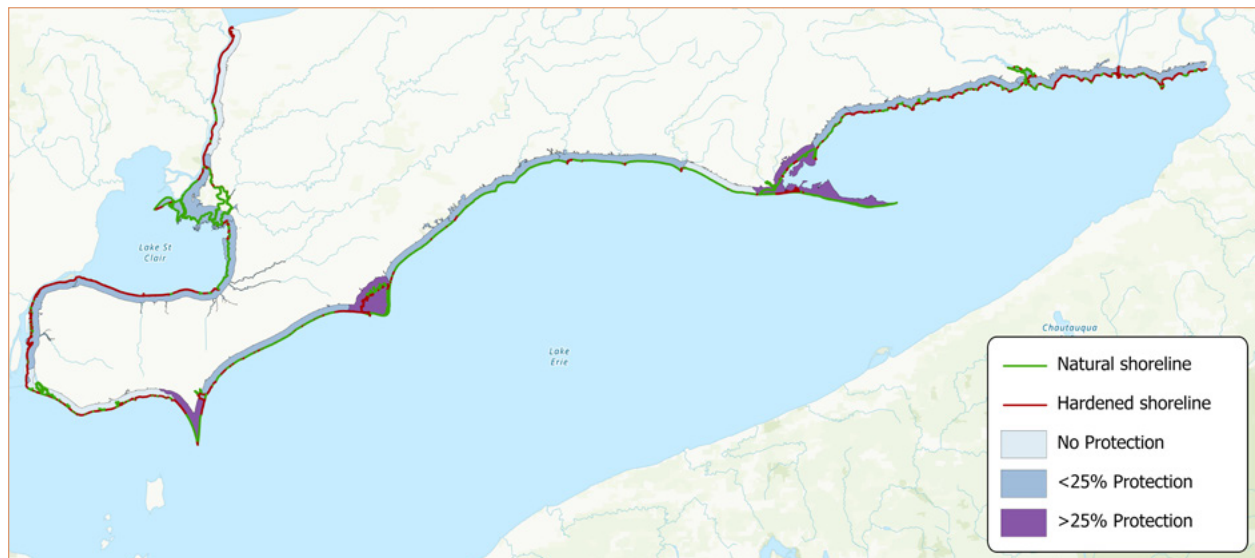 Lake St
Clair
Lake
Erie
Chautauqua
Natural shoreline
Hardened shoreline
No Protection
<25% Protection
>25% Protection